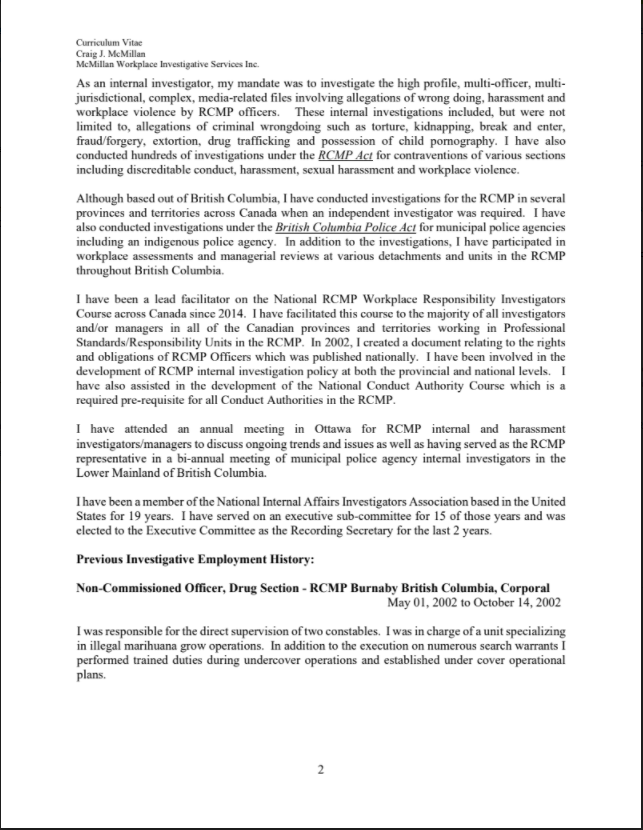 Curriculum Vitae
Craig J. McMillan
McMillan Workplace Investigative Services Inc.
As an internal investigator, my mandate was to investigate the high profile, multi-officer, multi-
jurisdictional, complex, media-related files involving allegations of wrong doing, harassment and
workplace violence by RCMP officers. These internal investigations included, but were not
limited to, allegations of criminal wrongdoing such as torture, kidnapping, break and enter,
fraud/forgery, extortion, drug trafficking and possession of child pornography. I have also
conducted hundreds of investigations under the RCMP Act for contraventions of various sections
including discreditable conduct, harassment, sexual harassment and workplace violence.
Although based out of British Columbia, I have conducted investigations for the RCMP in several
provinces and territories across Canada when an independent investigator was required. I have
also conducted investigations under the British Columbia Police Act for municipal police agencies
including an indigenous police agency. In addition to the investigations, I have participated in
workplace assessments and managerial reviews at various detachments and units in the RCMP
throughout British Columbia.
I have been a lead facilitator on the National RCMP Workplace Responsibility Investigators
Course across Canada since 2014. I have facilitated this course to the majority of all investigators
and/or managers in all of the Canadian provinces and territories working in Professional
Standards/Responsibility Units in the RCMP. In 2002, I created a document relating to the rights
and obligations of RCMP Officers which was published nationally. I have been involved in the
development of RCMP internal investigation policy at both the provincial and national levels. I
have also assisted in the development of the National Conduct Authority Course which is a
required pre-requisite for all Conduct Authorities in the RCMP.
I have attended an annual meeting in Ottawa for RCMP internal and harassment
investigators/managers to discuss ongoing trends and issues as well as having served as the RCMP
representative in a bi-annual meeting of municipal police agency internal investigators in the
Lower Mainland of British Columbia.
I have been a member of the National Internal Affairs Investigators Association based in the United
States for 19 years. I have served on an executive sub-committee for 15 of those years and was
elected to the Executive Committee as the Recording Secretary for the last 2 years.
Previous Investigative Employment History:
Non-Commissioned Officer, Drug Section - RCMP Burnaby British Columbia, Corporal
May 01, 2002 to October 14, 2002
I was responsible for the direct supervision of two constables. I was in charge of a unit specializing
in illegal marihuana grow operations. In addition to the execution on numerous search warrants I
performed trained duties during undercover operations and established under cover operational
plans.
2